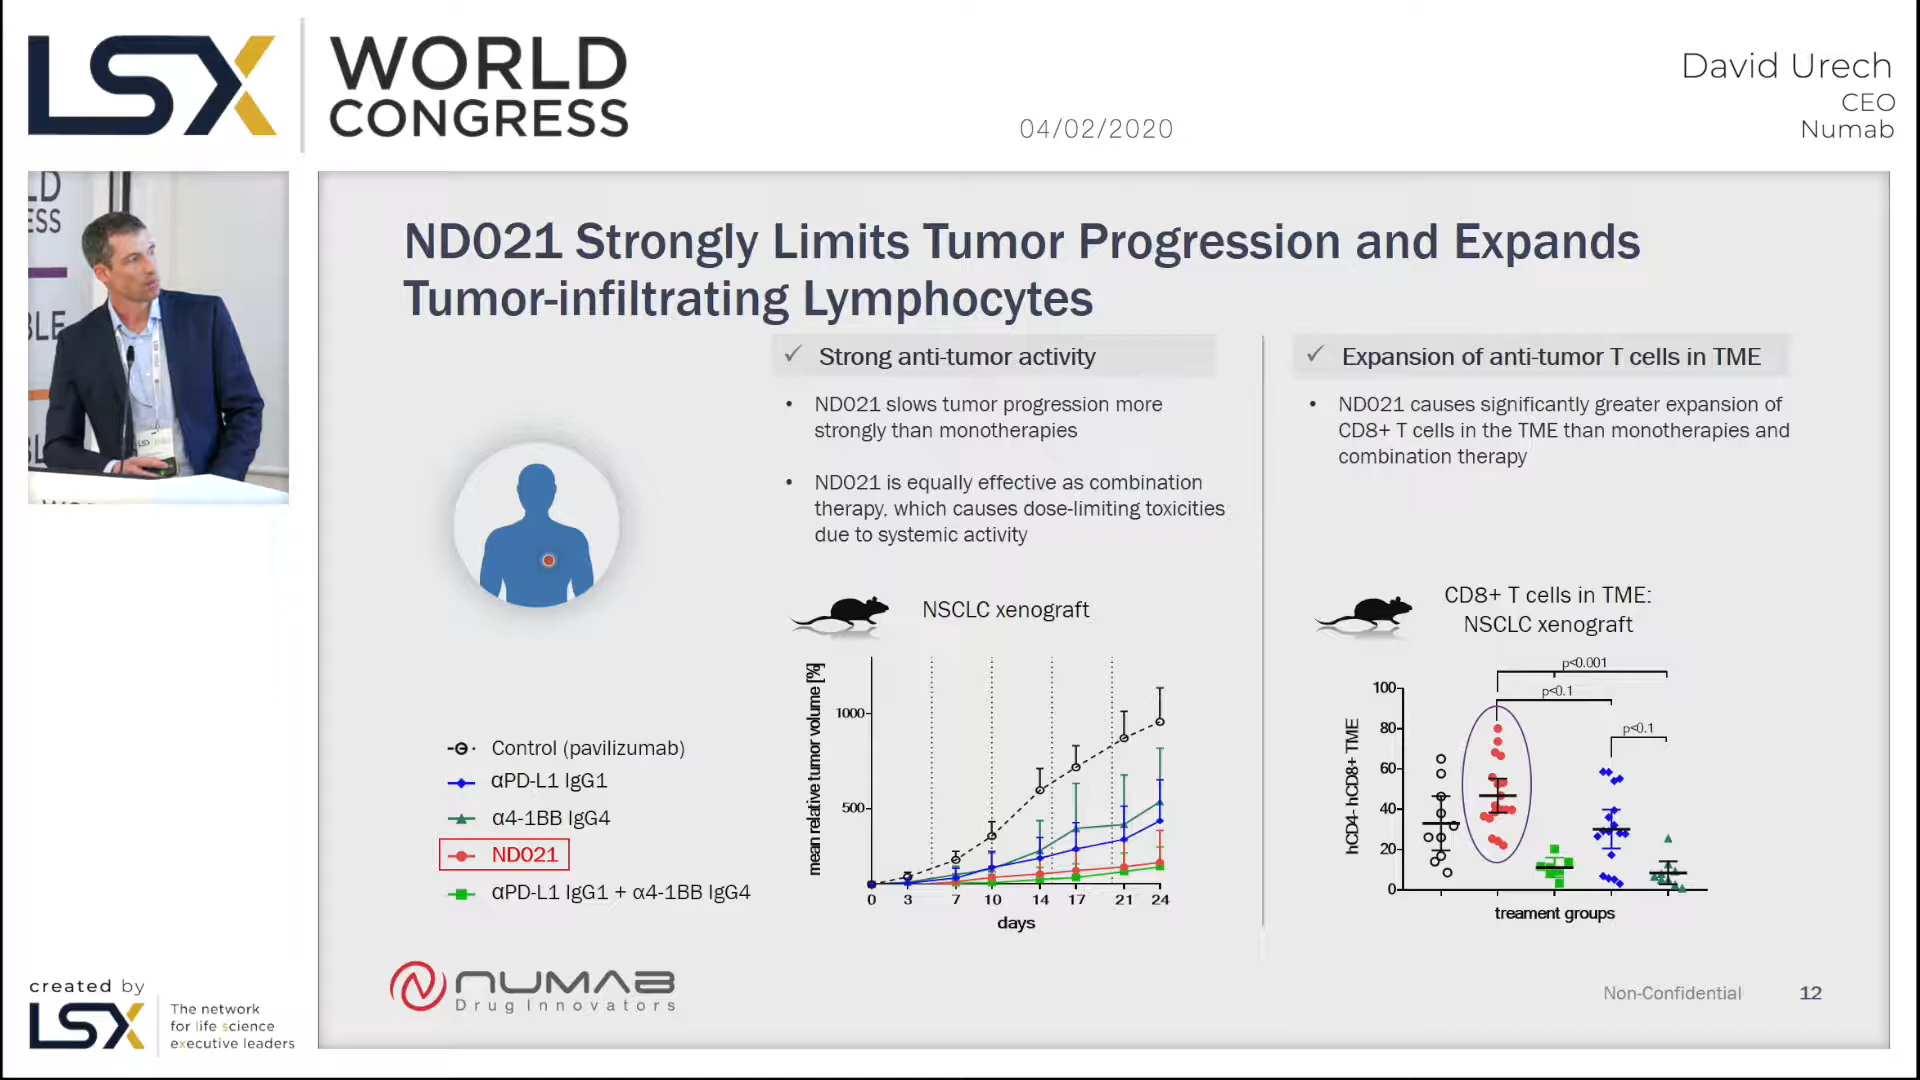 LSX
WORLD
CONGRESS
04/02/2020
David Urech
CEO
Numab
LD
ESS
BLE
LSX
ND021 Strongly Limits Tumor Progression and Expands
Tumor-infiltrating Lymphocytes
✓ Strong anti-tumor activity
• ND021 slows tumor progression more
strongly than monotherapies
• ND021 is equally effective as combination
therapy, which causes dose-limiting toxicities
due to systemic activity
✓ Expansion of anti-tumor T cells in TME
• ND021 causes significantly greater expansion of
CD8+ T cells in the TME than monotherapies and
combination therapy
Control (pavilizumab)
αPD-L1 IgG1
α4-1BB IgG4
ND021
αPD-L1 IgG1 + α4-1BB IgG4
NSCLC xenograft
mean relative tumor volume [%]
1000
500
0 3 7 10 14 17 21 24
days
CD8+ T cells in TME:
NSCLC xenograft
p<0.001
p<0.1
p<0.1
hCD4- hCD8+ TME
100
80
60
40
20
0
treament groups
NUMAB
Drug Innovators
Non-Confidential 12
created by
LSX
The network
for life science
executive leaders